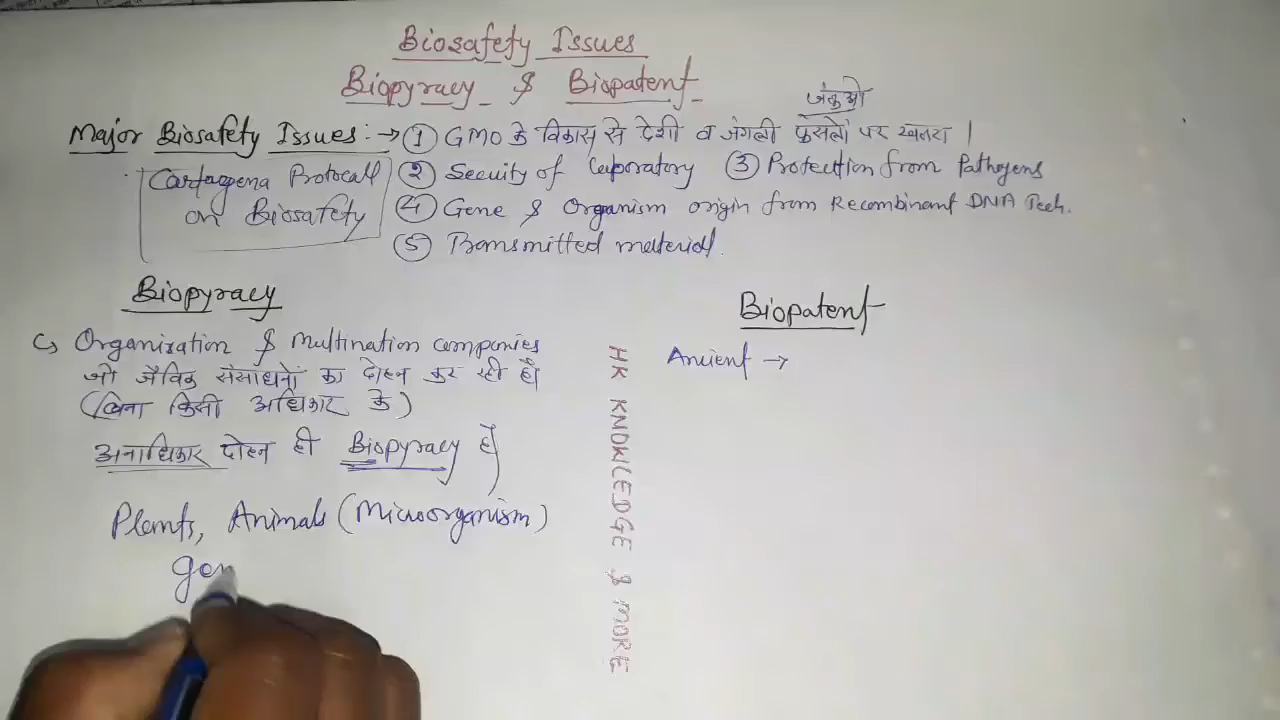 Biosafety Issues
Biopyracy & Biopatent
जंतुओ
Major Biosafety Issues :→ ① GMO के विकास से देशी व जंगली फसलों पर खतरा।
Cartagena Protocall on Biosafety
② Secuity of Laporatory ③ Protection from Pathogens
④ Gene & Organism origin from Recombinant DNA Tech.
⑤ Transmitted material.
Biopyracy
Organization & Multination companies
जो जैविक संसाधनों का दोहन कर रही है
(बिना किसी अधिकार के)
अनाधिकार दोहन ही Biopyracy है
Plants, Animals (Microorganism)
gen
Biopatent
Ancient →
HK KNOWLEDGE & MORE